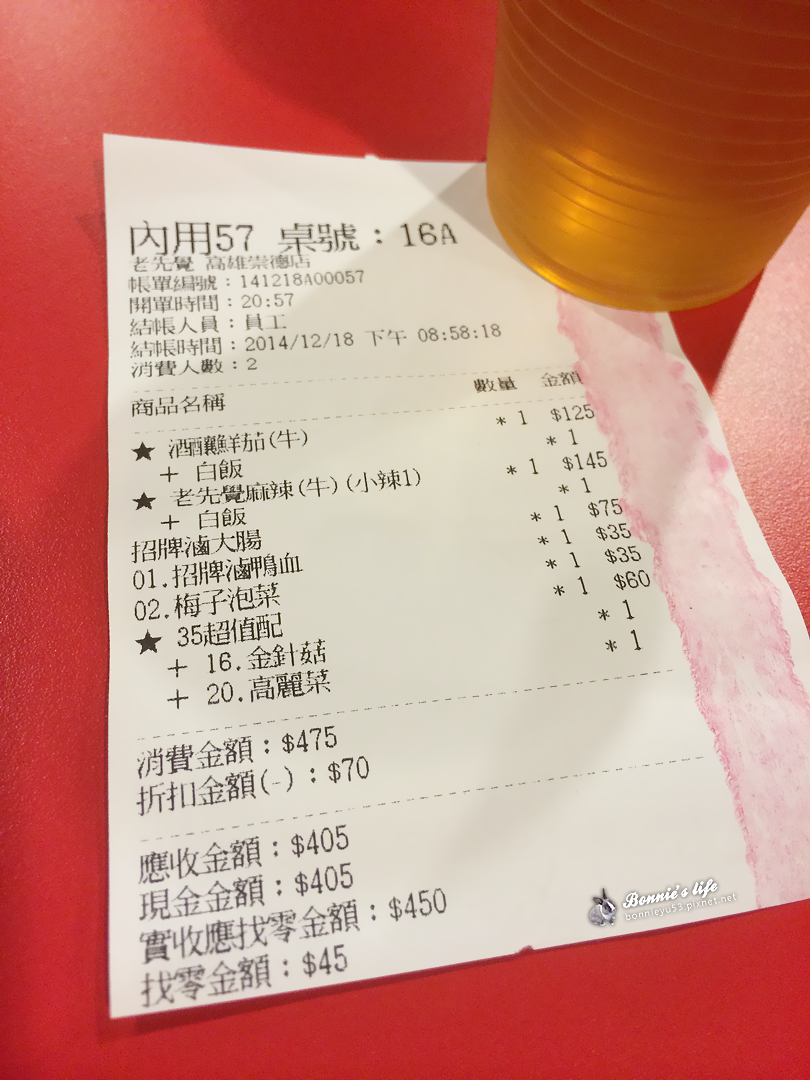 內用57 桌號：16A
老先覺 高雄崇德店
帳單編號：141218A00057
開單時間：20:57
結帳人員：員工
結帳時間：2014/12/18 下午 08:58:18
消費人數：2
商品名稱 數量 金額
★ 酒釀鮮茄(牛) * 1 $125
＋ 白飯 * 1
★ 老先覺麻辣(牛)(小辣1) * 1 $145
＋ 白飯 * 1
招牌滷大腸 * 1 $75
01.招牌滷鴨血 * 1 $35
02.梅子泡菜 * 1 $35
★ 35超值配 * 1 $60
＋ 16.金針菇 * 1
＋ 20.高麗菜 * 1
消費金額：$475
折扣金額(-)：$70
應收金額：$405
現金金額：$405
實收應找零金額：$450
找零金額：$45
Bonnie's life
bonnieyu53.pixnet.net